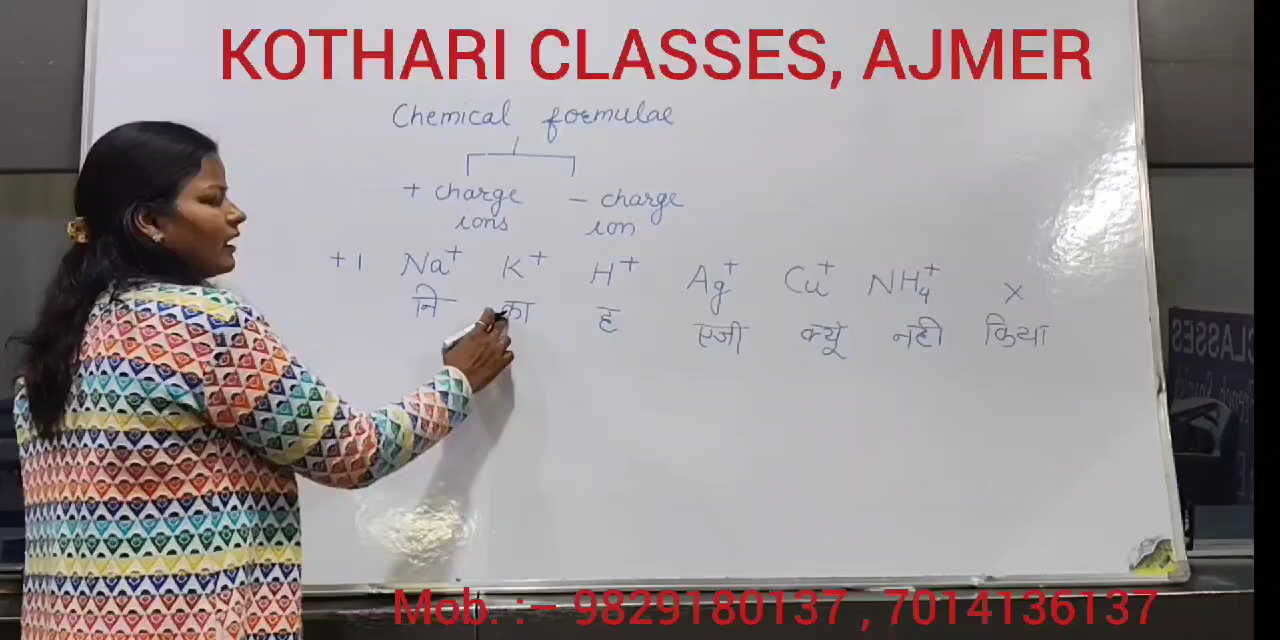 KOTHARI CLASSES, AJMER
Chemical formulae
+ charge ions
- charge ion
+1 Na⁺ K⁺ H⁺ Ag⁺ Cu⁺ NH₄⁺ ×
नि का ह एजी क्यूं नही किया
CLASSES
Mob. :– 9829180137 , 7014136137